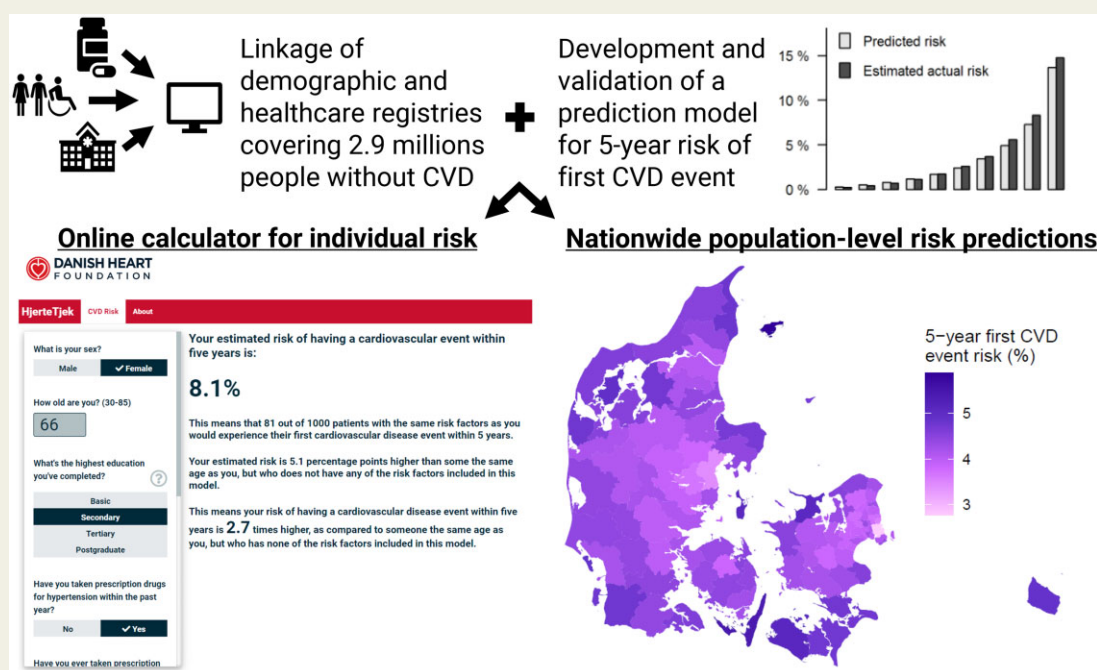 Linkage of
demographic and
healthcare registries
covering 2.9 millions
people without CVD
Development and
validation of a
prediction model
for 5-year risk of
first CVD event
15 %
10 %
5 %
0 %
Predicted risk
Estimated actual risk
Online calculator for individual risk
DANISH HEART
FOUNDATION
HjerteTjek
CVD Risk
About
What is your sex?
Male
Female
How old are you? (30-85)
66
What's the highest education
you've completed?
?
Basic
Secondary
Tertiary
Postgraduate
Have you taken prescription drugs
for hypertension within the past
year?
No
Yes
Have you ever taken prescription
Your estimated risk of having a cardiovascular event within
five years is:
8.1%
This means that 81 out of 1000 patients with the same risk factors as you
would experience their first cardiovascular disease event within 5 years.
Your estimated risk is 5.1 percentage points higher than some the same
age as you, but who does not have any of the risk factors included in this
model.
This means your risk of having a cardiovascular disease event within five
years is 2.7 times higher, as compared to someone the same age as
you, but who has none of the risk factors included in this model.
Nationwide population-level risk predictions
5-year first CVD
event risk (%)
5
4
3